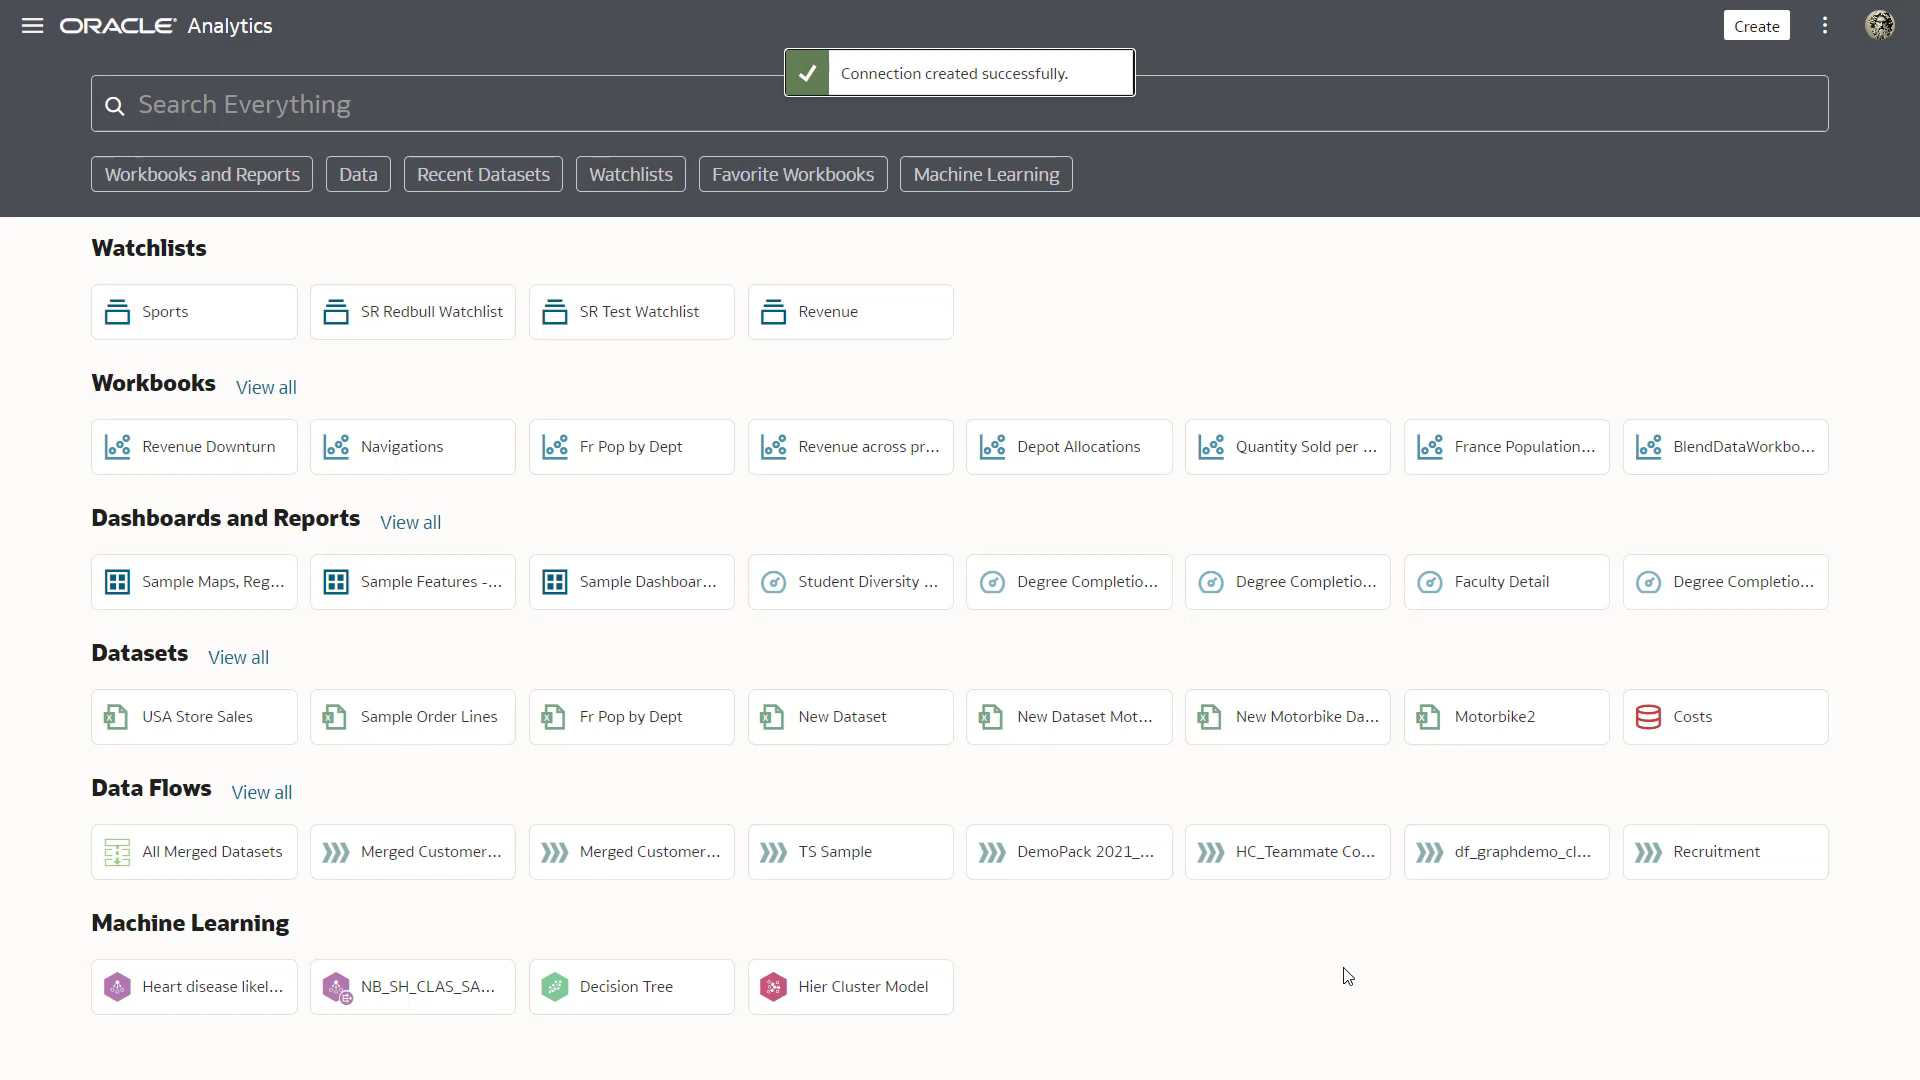 ORACLE Analytics
Create
Connection created successfully.
Search Everything
Workbooks and Reports Data Recent Datasets Watchlists Favorite Workbooks Machine Learning
Watchlists
Sports SR Redbull Watchlist SR Test Watchlist Revenue
Workbooks View all
Revenue Downturn Navigations Fr Pop by Dept Revenue across pr... Depot Allocations Quantity Sold per ... France Population... BlendDataWorkbo...
Dashboards and Reports View all
Sample Maps, Reg... Sample Features -... Sample Dashboar... Student Diversity ... Degree Completio... Degree Completio... Faculty Detail Degree Completio...
Datasets View all
USA Store Sales Sample Order Lines Fr Pop by Dept New Dataset New Dataset Mot... New Motorbike Da... Motorbike2 Costs
Data Flows View all
All Merged Datasets Merged Customer... Merged Customer... TS Sample DemoPack 2021_... HC_Teammate Co... df_graphdemo_cl... Recruitment
Machine Learning
Heart disease likel... NB_SH_CLAS_SA... Decision Tree Hier Cluster Model